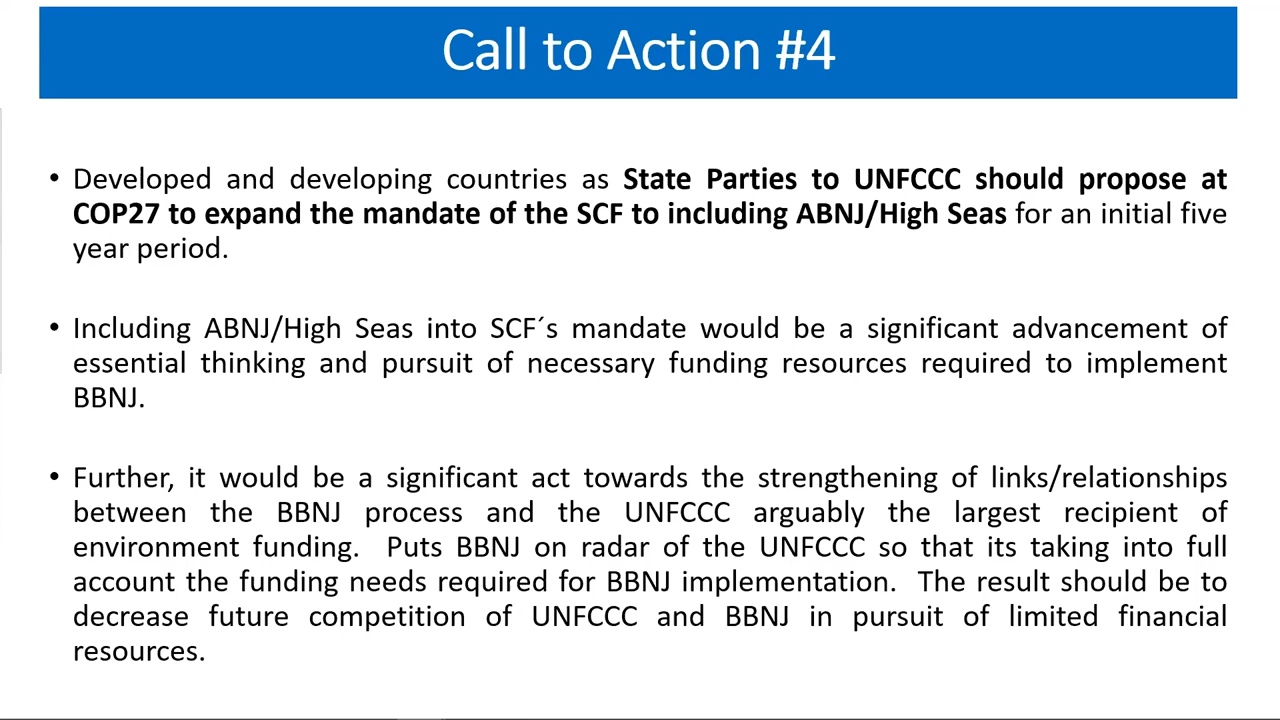 Call to Action #4
• Developed and developing countries as State Parties to UNFCCC should propose at
COP27 to expand the mandate of the SCF to including ABNJ/High Seas for an initial five
year period.
• Including ABNJ/High Seas into SCF´s mandate would be a significant advancement of
essential thinking and pursuit of necessary funding resources required to implement
BBNJ.
• Further, it would be a significant act towards the strengthening of links/relationships
between the BBNJ process and the UNFCCC arguably the largest recipient of
environment funding.  Puts BBNJ on radar of the UNFCCC so that its taking into full
account the funding needs required for BBNJ implementation.  The result should be to
decrease future competition of UNFCCC and BBNJ in pursuit of limited financial
resources.